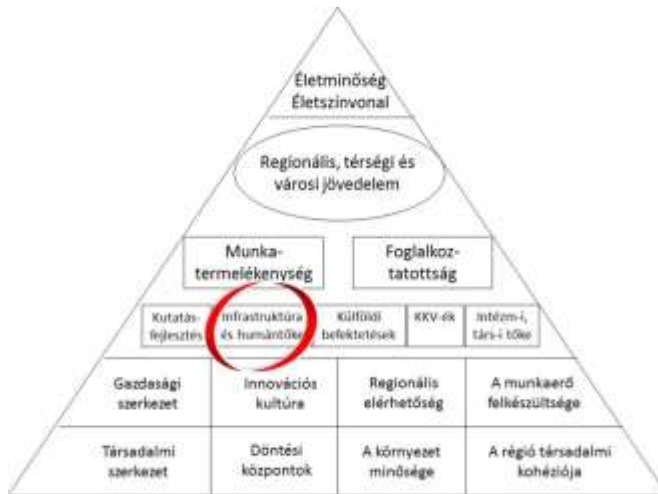 Életminőség
Életszínvonal
Regionális, térségi és
városi jövedelem
Munka-
termelékenység
Foglalkoz-
tatottság
Kutatás-
fejlesztés
Infrastruktúra
és humántőke
Külföldi
befektetések
KKV-ék
Intézm-i,
társ-i tőke
Gazdasági
szerkezet
Innovációs
kultúra
Regionális
elérhetőség
A munkaerő
felkészültsége
Társadalmi
szerkezet
Döntési
központok
A környezet
minősége
A régió társadalmi
kohéziója